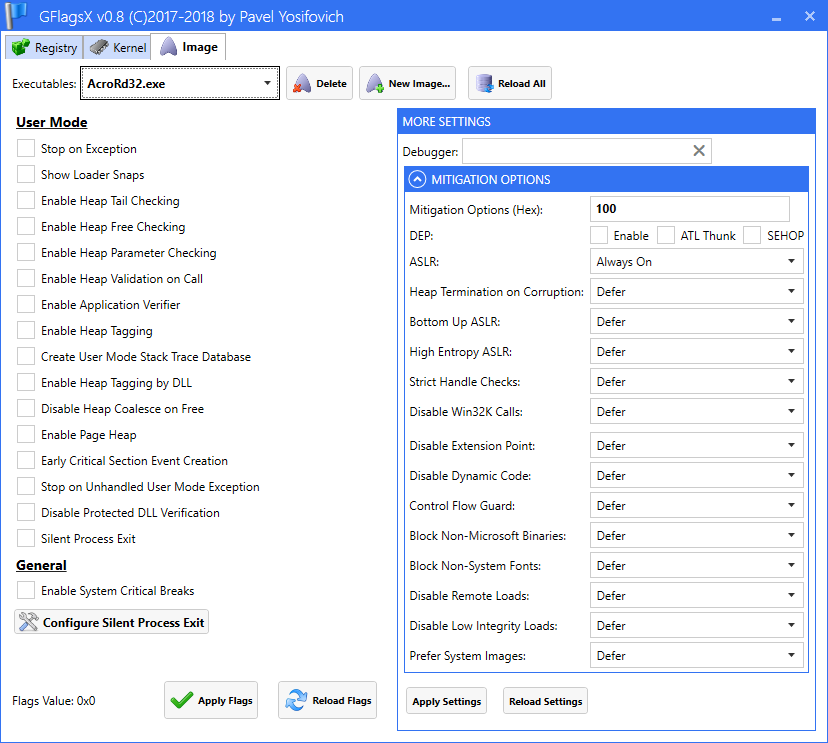 GFlagsX v0.8 (C)2017-2018 by Pavel Yosifovich
Registry Kernel Image
Executables: AcroRd32.exe Delete New Image... Reload All
User Mode
Stop on Exception
Show Loader Snaps
Enable Heap Tail Checking
Enable Heap Free Checking
Enable Heap Parameter Checking
Enable Heap Validation on Call
Enable Application Verifier
Enable Heap Tagging
Create User Mode Stack Trace Database
Enable Heap Tagging by DLL
Disable Heap Coalesce on Free
Enable Page Heap
Early Critical Section Event Creation
Stop on Unhandled User Mode Exception
Disable Protected DLL Verification
Silent Process Exit
General
Enable System Critical Breaks
Configure Silent Process Exit
Flags Value: 0x0 Apply Flags Reload Flags
MORE SETTINGS
Debugger:
MITIGATION OPTIONS
Mitigation Options (Hex): 100
DEP: Enable ATL Thunk SEHOP
ASLR: Always On
Heap Termination on Corruption: Defer
Bottom Up ASLR: Defer
High Entropy ASLR: Defer
Strict Handle Checks: Defer
Disable Win32K Calls: Defer
Disable Extension Point: Defer
Disable Dynamic Code: Defer
Control Flow Guard: Defer
Block Non-Microsoft Binaries: Defer
Block Non-System Fonts: Defer
Disable Remote Loads: Defer
Disable Low Integrity Loads: Defer
Prefer System Images: Defer
Apply Settings Reload Settings